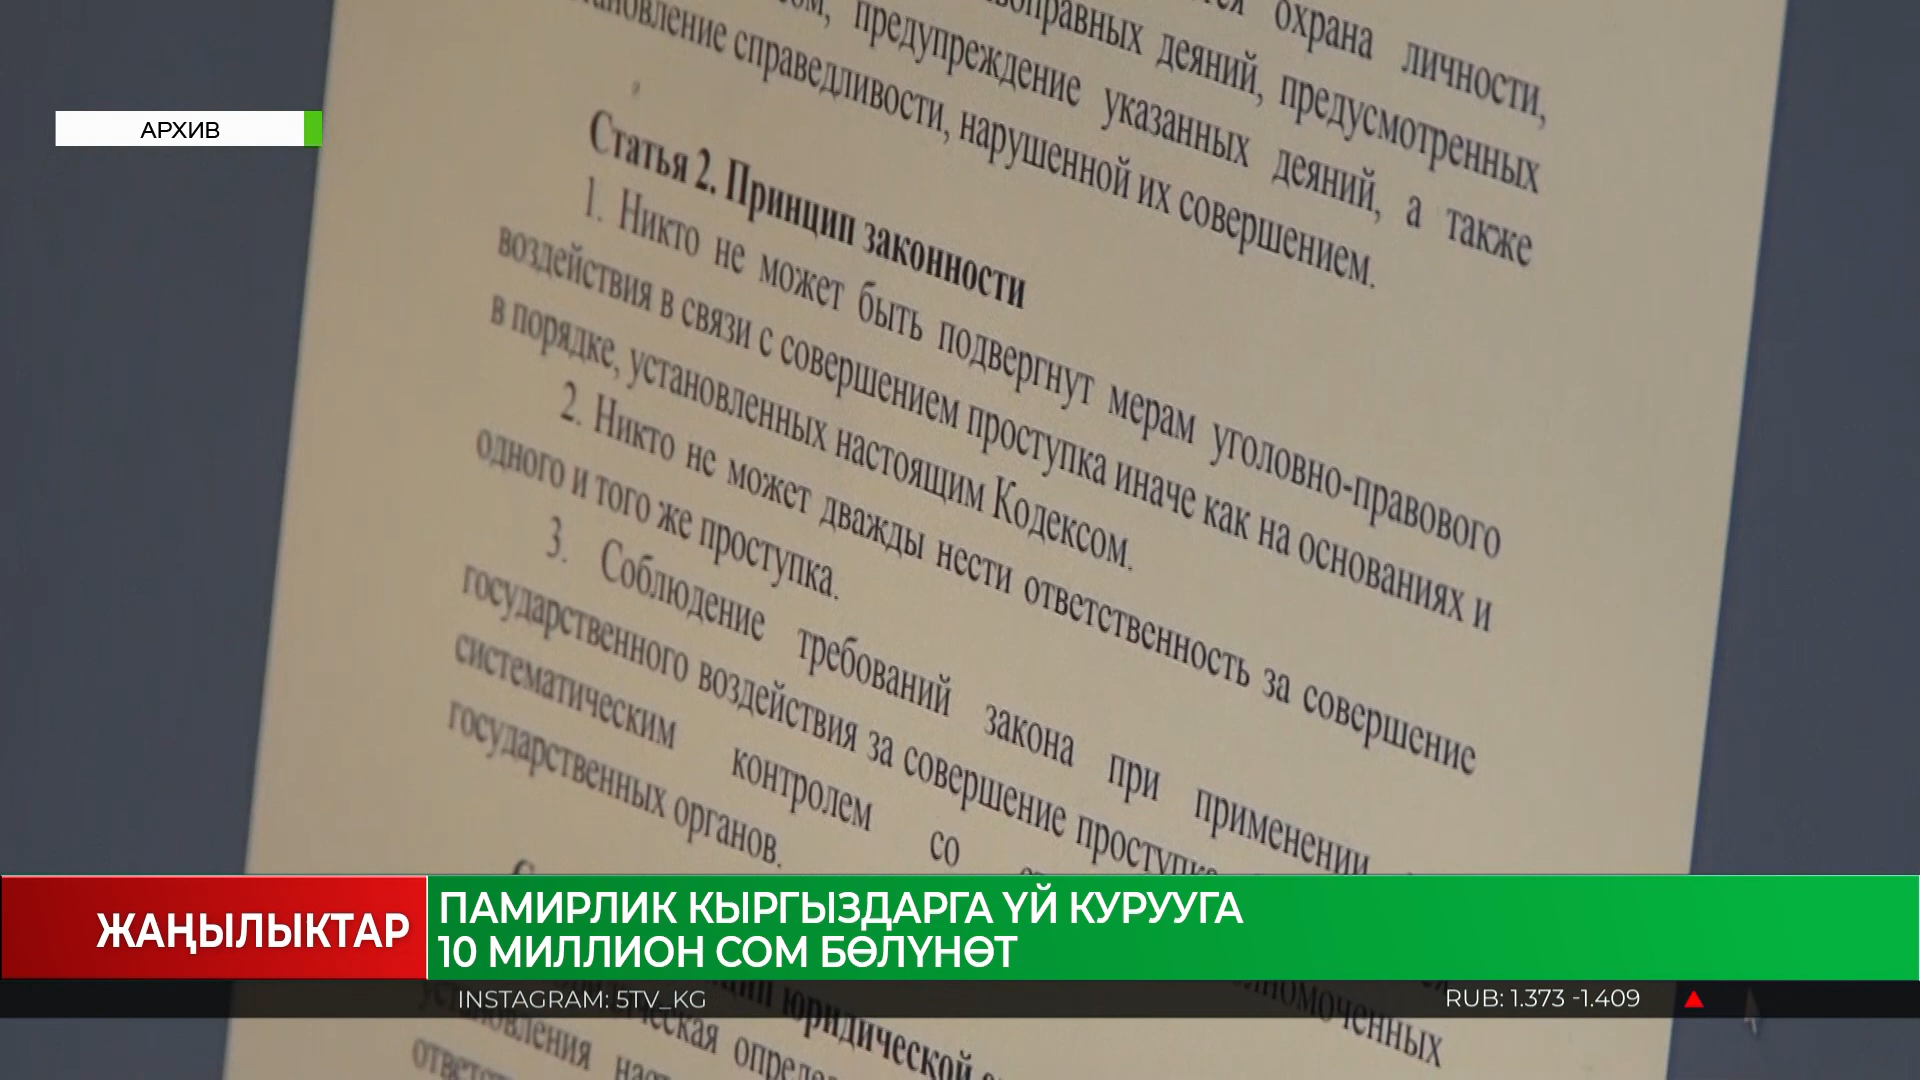 охрана личности,
деяний, предусмотренных
предупреждение указанных деяний, а также
справедливости, нарушенной их совершением.
АРХИВ
Статья 2. Принцип законности
1. Никто не может быть подвергнут мерам уголовно-правового
воздействия в связи с совершением проступка иначе как на основаниях и
в порядке, установленных настоящим Кодексом.
2. Никто не может дважды нести ответственность за совершение
одного и того же проступка.
3. Соблюдение требований закона при применении
государственного воздействия за совершение
систематическим контролем со
государственных органов.
ЖАҢЫЛЫКТАР
ПАМИРЛИК КЫРГЫЗДАРГА ҮЙ КУРУУГА
10 МИЛЛИОН СОМ БӨЛҮНӨТ
INSTAGRAM: 5TV_KG
RUB: 1.373 -1.409
юридической